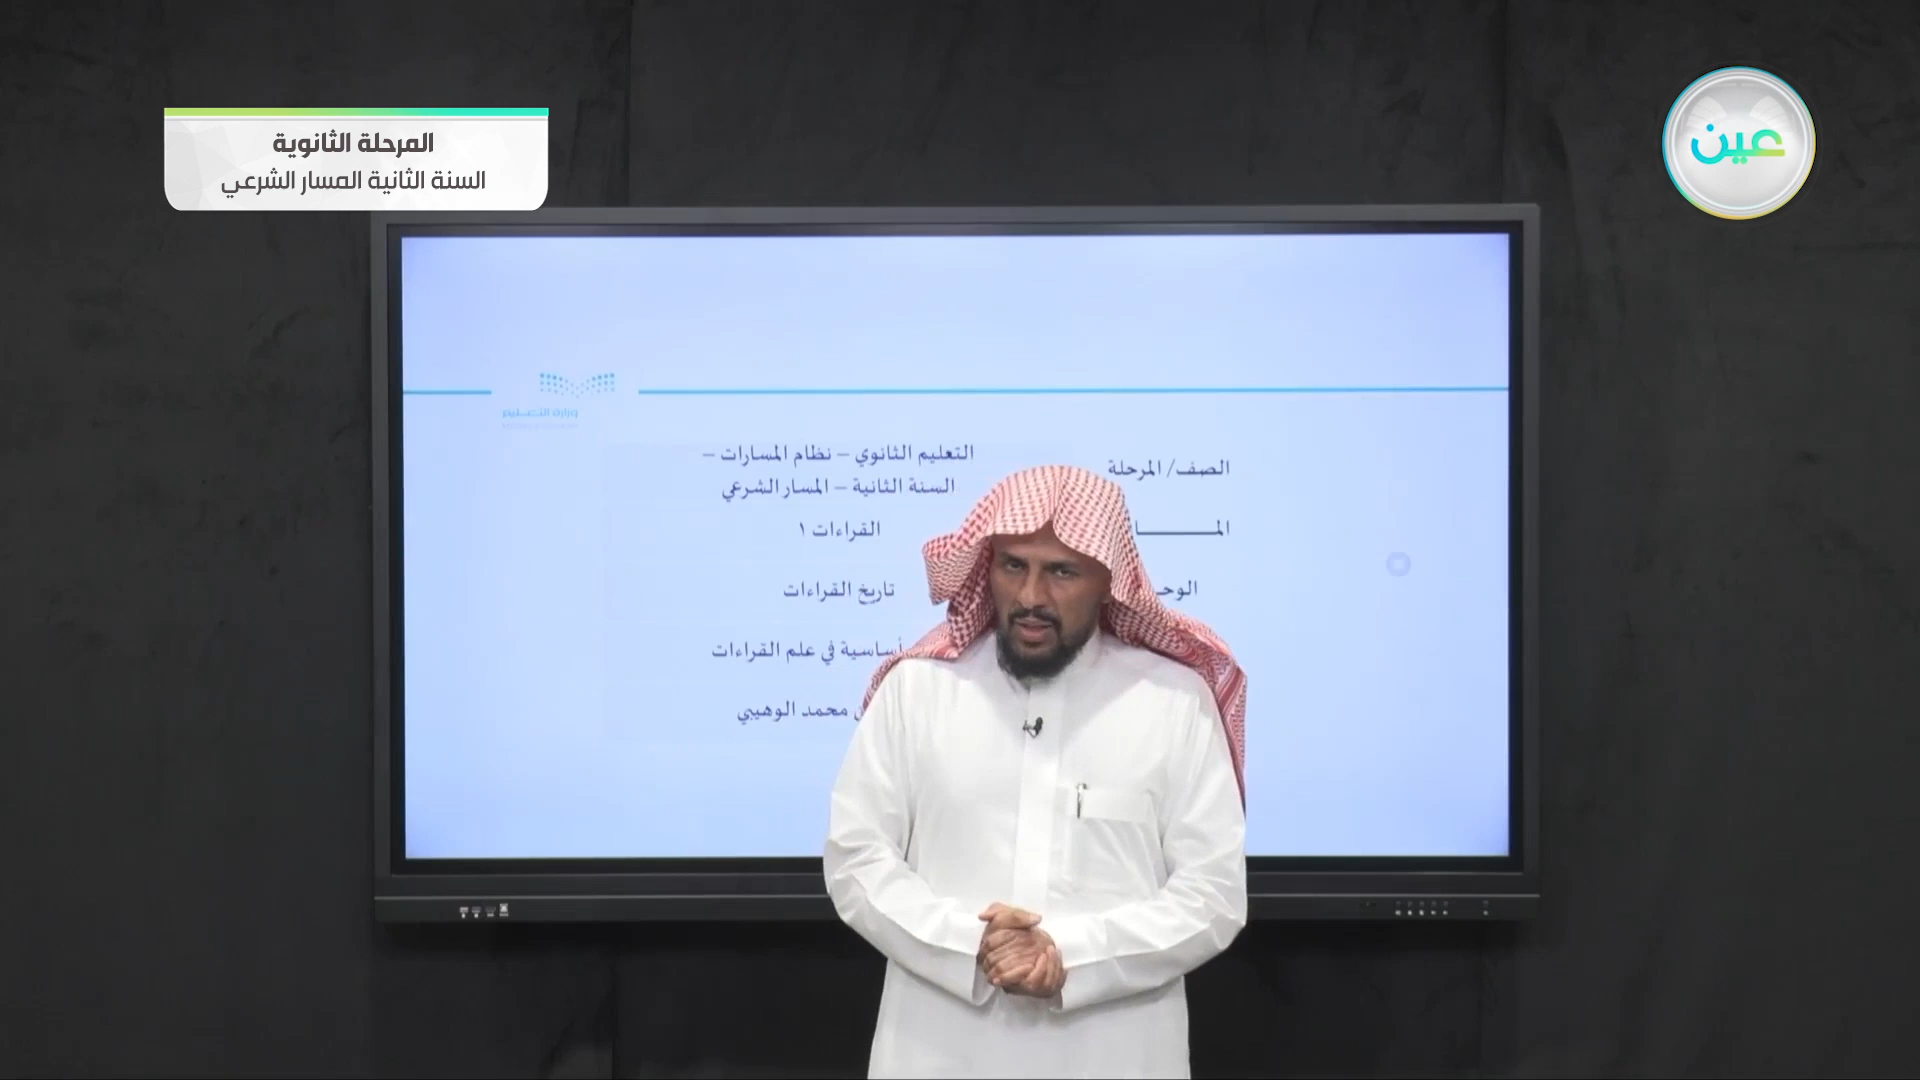 المرحلة الثانوية
السنة الثانية المسار الشرعي
عين
وزارة التعليم
الصف/ المرحلة
التعليم الثانوي – نظام المسارات –
السنة الثانية – المسار الشرعي
القراءات ١
تاريخ القراءات
أساسية في علم القراءات
محمد الوهيبي